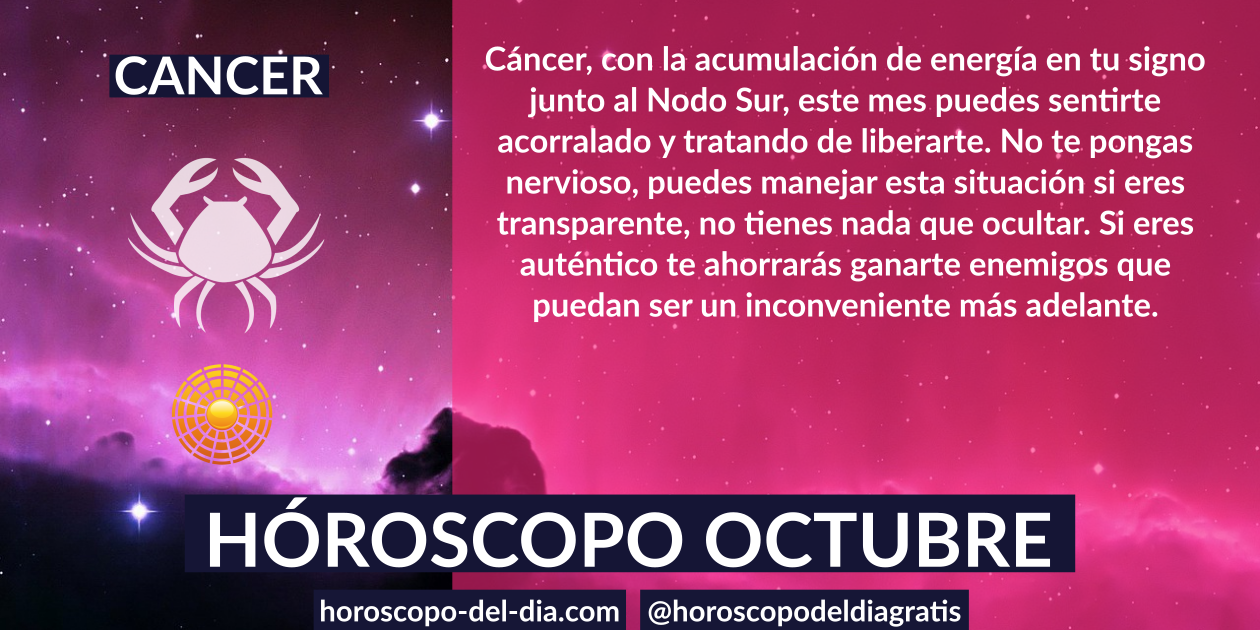 CANCER
Cáncer, con la acumulación de energía en tu signo
junto al Nodo Sur, este mes puedes sentirte
acorralado y tratando de liberarte. No te pongas
nervioso, puedes manejar esta situación si eres
transparente, no tienes nada que ocultar. Si eres
auténtico te ahorrarás ganarte enemigos que
puedan ser un inconveniente más adelante.
HÓROSCOPO OCTUBRE
horoscopo-del-dia.com
@horoscopodeldiagratis